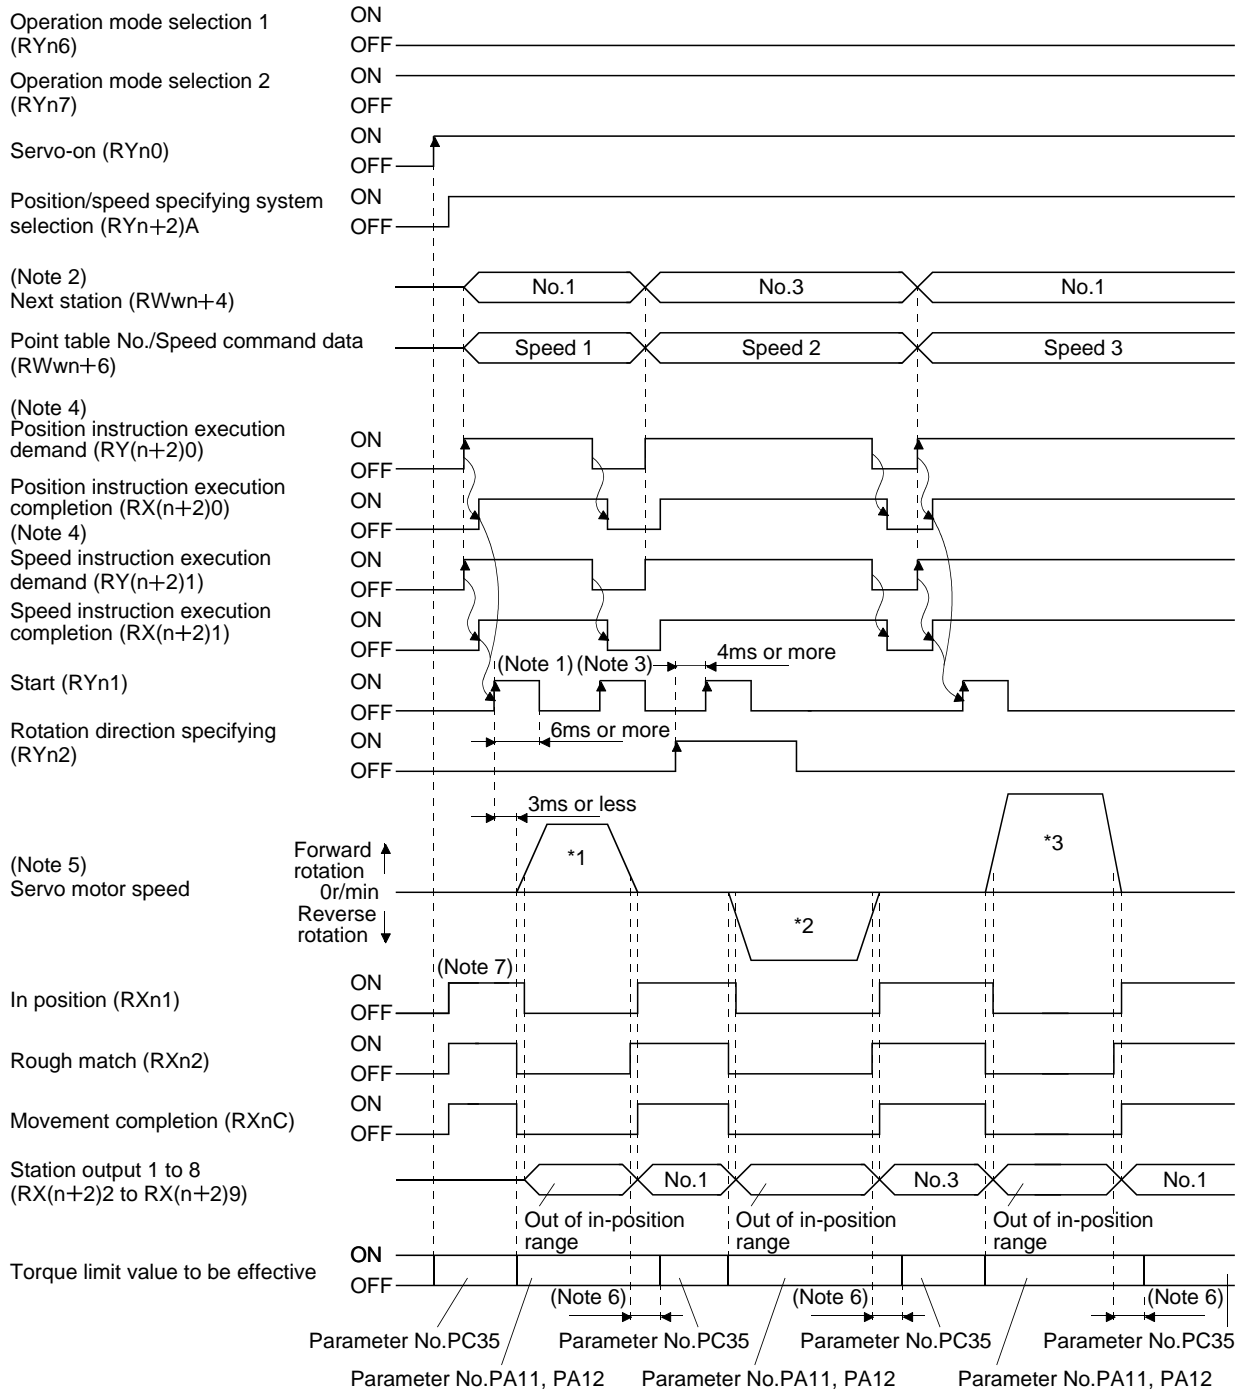 Operation mode selection 1
(RYn6)
ON
OFF
Operation mode selection 2
(RYn7)
ON
OFF
Servo-on (RYn0)
ON
OFF
Position/speed specifying system
selection (RYn+2)A
ON
OFF
(Note 2)
Next station (RWwn+4)
No.1
No.3
No.1
Point table No./Speed command data
(RWwn+6)
Speed 1
Speed 2
Speed 3
(Note 4)
Position instruction execution
demand (RY(n+2)0)
ON
OFF
Position instruction execution
completion (RX(n+2)0)
ON
OFF
(Note 4)
Speed instruction execution
demand (RY(n+2)1)
ON
OFF
Speed instruction execution
completion (RX(n+2)1)
ON
OFF
(Note 1)
(Note 3)
4ms or more
Start (RYn1)
ON
OFF
6ms or more
Rotation direction specifying
(RYn2)
ON
OFF
3ms or less
(Note 5)
Servo motor speed
Forward
rotation
0r/min
Reverse
rotation
*1
*2
*3
(Note 7)
In position (RXn1)
ON
OFF
Rough match (RXn2)
ON
OFF
Movement completion (RXnC)
ON
OFF
Station output 1 to 8
(RX(n+2)2 to RX(n+2)9)
No.1
No.3
No.1
Out of in-position
range
Out of in-position
range
Out of in-position
range
Torque limit value to be effective
ON
OFF
(Note 6)
(Note 6)
(Note 6)
Parameter No.PC35
Parameter No.PC35
Parameter No.PC35
Parameter No.PC35
Parameter No.PA11, PA12
Parameter No.PA11, PA12
Parameter No.PA11, PA12